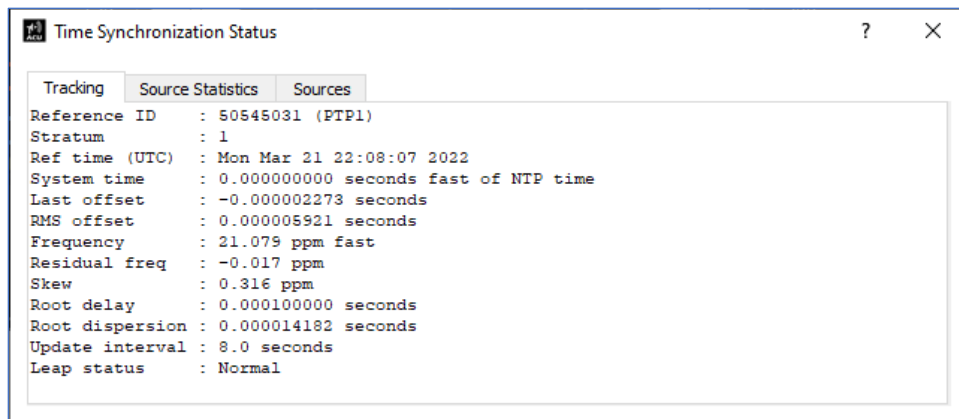 ACU Time Synchronization Status ? ×
Tracking Source Statistics Sources
Reference ID : 50545031 (PTP1)
Stratum : 1
Ref time (UTC) : Mon Mar 21 22:08:07 2022
System time : 0.000000000 seconds fast of NTP time
Last offset : -0.000002273 seconds
RMS offset : 0.000005921 seconds
Frequency : 21.079 ppm fast
Residual freq : -0.017 ppm
Skew : 0.316 ppm
Root delay : 0.000100000 seconds
Root dispersion : 0.000014182 seconds
Update interval : 8.0 seconds
Leap status : Normal